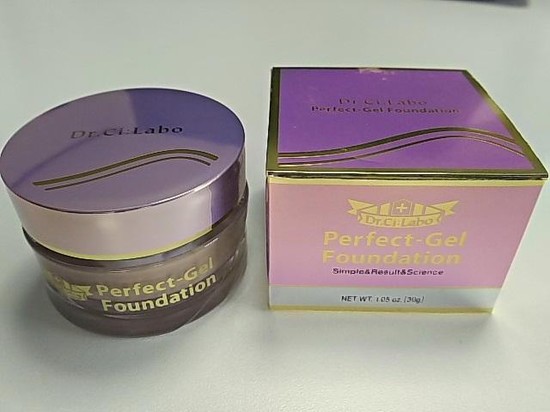 Dr.Ci:Labo
Perfect-Gel
Foundation
Dr.Ci:Labo
Perfect-Gel Foundation
Dr.Ci:Labo
Perfect-Gel
Foundation
Simple&Result&Science
NET WT. 1.05 oz. (30g)